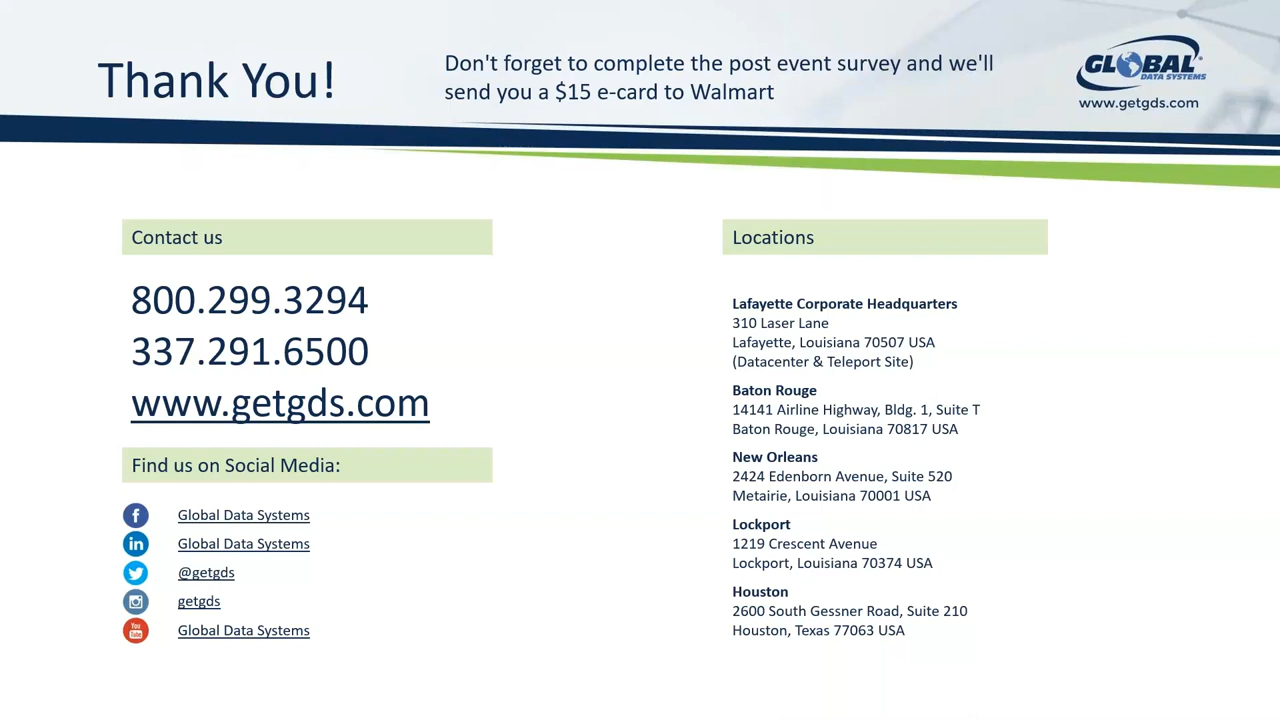 Thank You!
Don't forget to complete the post event survey and we'll
send you a $15 e-card to Walmart
GLOBAL
DATA SYSTEMS
www.getgds.com
Contact us
800.299.3294
337.291.6500
www.getgds.com
Find us on Social Media:
f Global Data Systems
in Global Data Systems
@getgds
getgds
You Tube Global Data Systems
Locations
Lafayette Corporate Headquarters
310 Laser Lane
Lafayette, Louisiana 70507 USA
(Datacenter & Teleport Site)
Baton Rouge
14141 Airline Highway, Bldg. 1, Suite T
Baton Rouge, Louisiana 70817 USA
New Orleans
2424 Edenborn Avenue, Suite 520
Metairie, Louisiana 70001 USA
Lockport
1219 Crescent Avenue
Lockport, Louisiana 70374 USA
Houston
2600 South Gessner Road, Suite 210
Houston, Texas 77063 USA